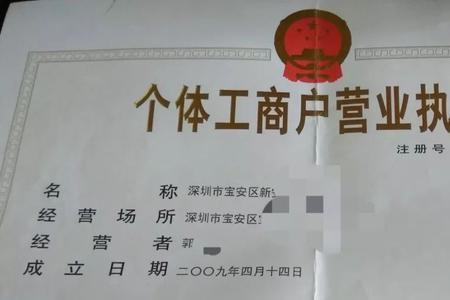 个体工商户营业执
注册号
名称 深圳市宝安区新
经营场所 深圳市宝安区
经营者 郭
成立日期 二〇〇九年四月十四日